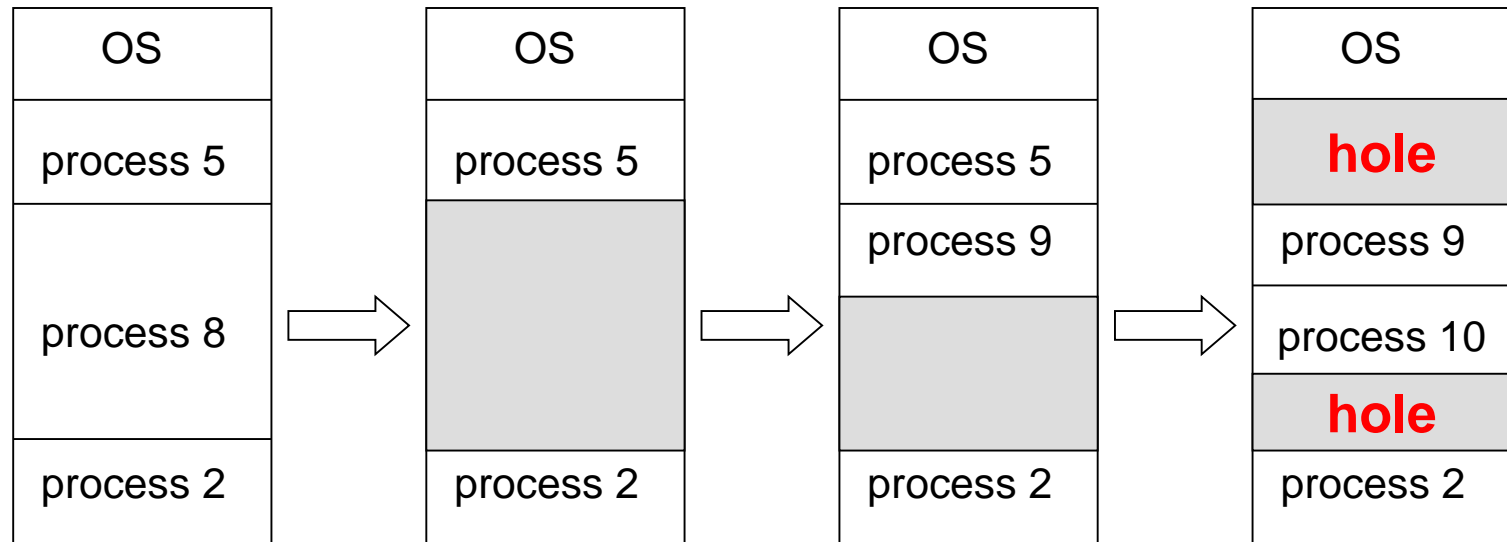 OS
process 5
process 8
process 2
OS
process 5
process 2
OS
process 5
process 9
process 2
OS
hole
process 9
process 10
hole
process 2